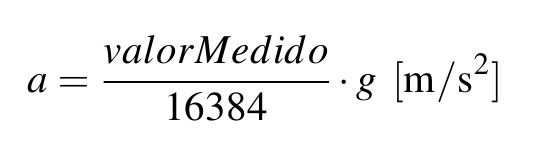 a = valorMedido / 16384 · g [m/s²]